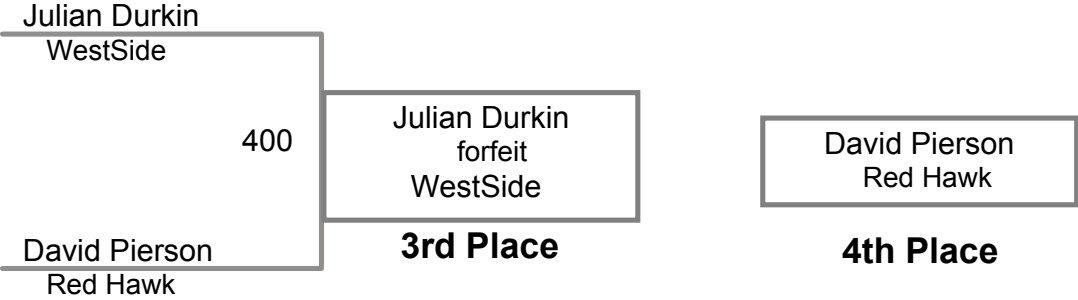 Julian Durkin
WestSide
400
Julian Durkin
forfeit
WestSide
3rd Place
David Pierson
Red Hawk
David Pierson
Red Hawk
4th Place